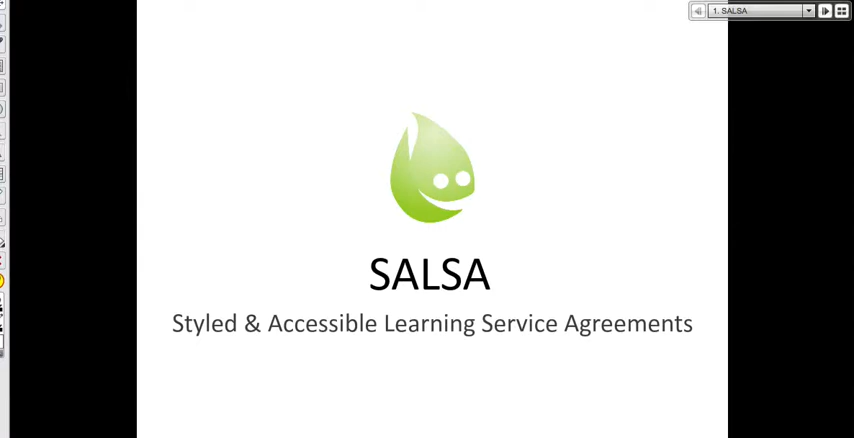 1. SALSA
SALSA
Styled & Accessible Learning Service Agreements